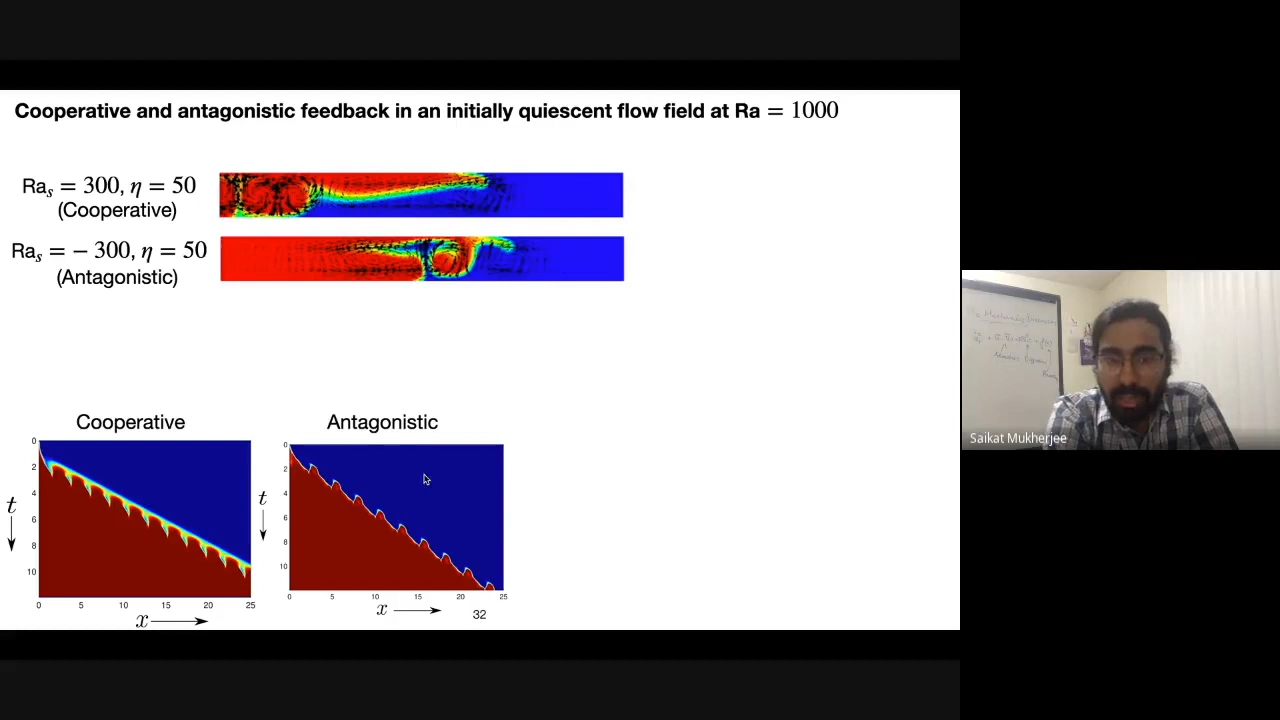 Cooperative and antagonistic feedback in an initially quiescent flow field at Ra = 1000
Raₛ = 300, η = 50
(Cooperative)
Raₛ = − 300, η = 50
(Antagonistic)
Cooperative
Antagonistic
t
0
2
4
6
8
10
0 5 10 15 20 25
x
t
0
2
4
6
8
10
0 5 10 15 20 25
x
32
Saikat Mukherjee